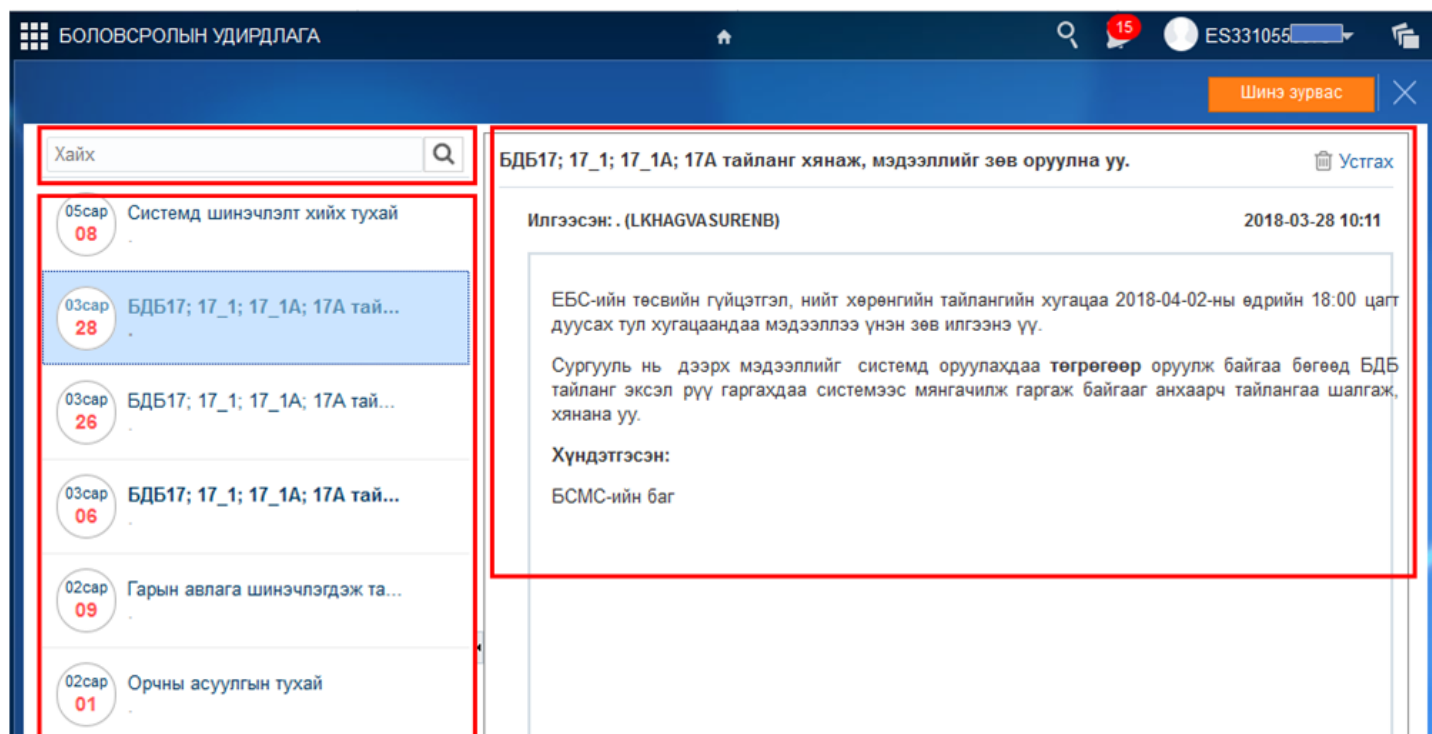 БОЛОВСРОЛЫН УДИРДЛАГА
15
ES331055
Шинэ зурвас
Хайх
05сар
08
Системд шинэчлэлт хийх тухай
.
03сар
28
БДБ17; 17_1; 17_1А; 17А тай...
.
03сар
26
БДБ17; 17_1; 17_1А; 17А тай...
.
03сар
06
БДБ17; 17_1; 17_1А; 17А тай...
.
02сар
09
Гарын авлага шинэчлэгдэж та...
.
02сар
01
Орчны асуулгын тухай
.
БДБ17; 17_1; 17_1А; 17А тайланг хянаж, мэдээллийг зөв оруулна уу.
Устгах
Илгээсэн: . (LKHAGVASURENB)
2018-03-28 10:11
ЕБС-ийн төсвийн гүйцэтгэл, нийт хөрөнгийн тайлангийн хугацаа 2018-04-02-ны өдрийн 18:00 цагт
дуусах тул хугацаандаа мэдээллээ үнэн зөв илгээнэ үү.
Сургууль нь дээрх мэдээллийг системд оруулахдаа төгрөгөөр оруулж байгаа бөгөөд БДБ
тайланг эксэл рүү гаргахдаа системээс мянгачилж гаргаж байгааг анхаарч тайлангаа шалгаж,
хянана уу.
Хүндэтгэсэн:
БСМС-ийн баг